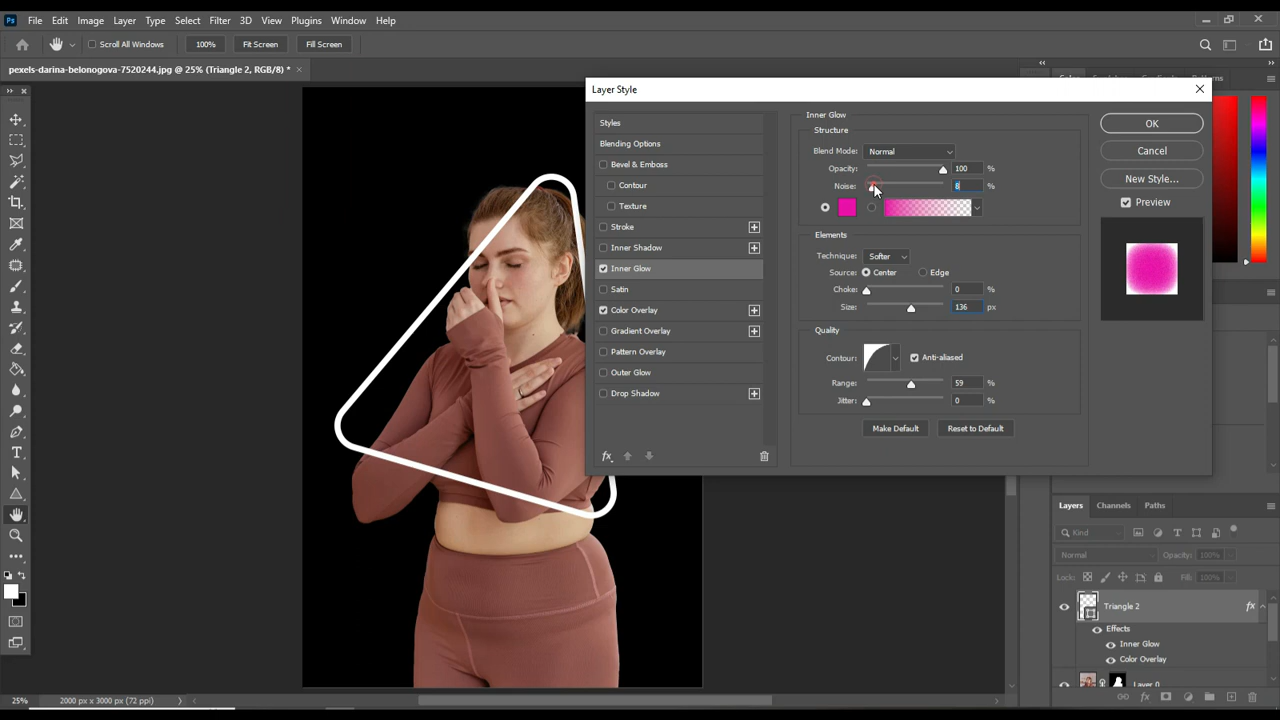 Ps File Edit Image Layer Type Select Filter 3D View Plugins Window Help
Scroll All Windows 100% Fit Screen Fill Screen
pexels-darina-belonogova-7520244.jpg @ 25% (Triangle 2, RGB/8) *
Layer Style
Styles
Blending Options
Bevel & Emboss
Contour
Texture
Stroke
Inner Shadow
Inner Glow
Satin
Color Overlay
Gradient Overlay
Pattern Overlay
Outer Glow
Drop Shadow
fx
Inner Glow
Structure
Blend Mode: Normal
Opacity: 100 %
Noise: 8 %
Elements
Technique: Softer
Source: Center Edge
Choke: 0 %
Size: 136 px
Quality
Contour: Anti-aliased
Range: 59 %
Jitter: 0 %
Make Default Reset to Default
OK
Cancel
New Style...
Preview
Layers Channels Paths
Kind
Normal Opacity: 100%
Lock: Fill: 100%
Triangle 2 fx
Effects
Inner Glow
Color Overlay
Layer 0
fx
25% 2000 px x 3000 px (72 ppi)